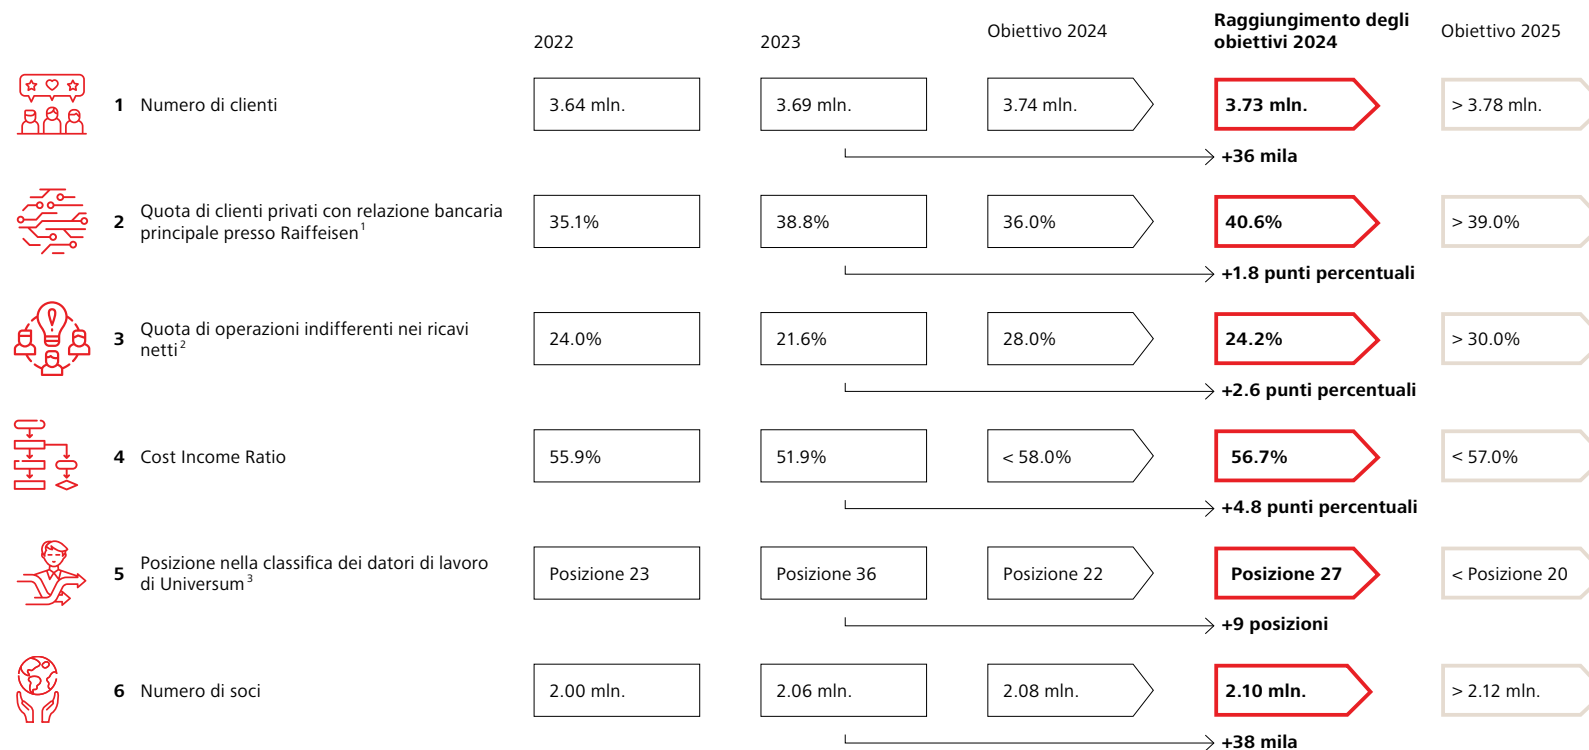 2022
2023
Obiettivo 2024
Raggiungimento degli
obiettivi 2024
Obiettivo 2025
1 Numero di clienti
3.64 mln.
3.69 mln.
3.74 mln.
3.73 mln.
> 3.78 mln.
+36 mila
2 Quota di clienti privati con relazione bancaria
principale presso Raiffeisen¹
35.1%
38.8%
36.0%
40.6%
> 39.0%
+1.8 punti percentuali
3 Quota di operazioni indifferenti nei ricavi
netti²
24.0%
21.6%
28.0%
24.2%
> 30.0%
+2.6 punti percentuali
4 Cost Income Ratio
55.9%
51.9%
< 58.0%
56.7%
< 57.0%
+4.8 punti percentuali
5 Posizione nella classifica dei datori di lavoro
di Universum³
Posizione 23
Posizione 36
Posizione 22
Posizione 27
< Posizione 20
+9 posizioni
6 Numero di soci
2.00 mln.
2.06 mln.
2.08 mln.
2.10 mln.
> 2.12 mln.
+38 mila